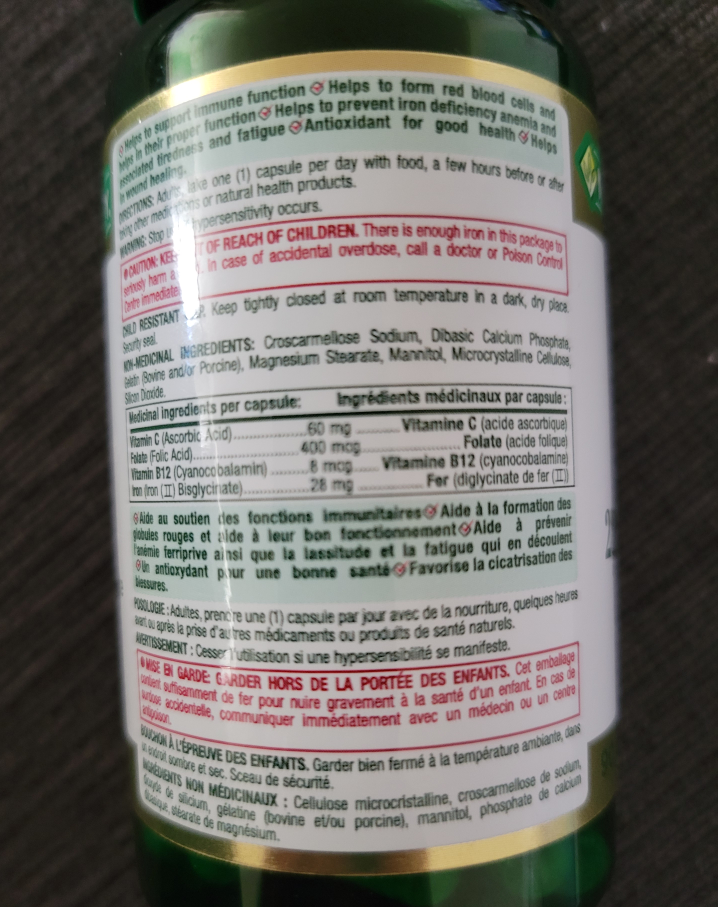 Helps to support immune function Helps to form red blood cells and
helps in their proper function Helps to prevent iron deficiency anemia and
associated tiredness and fatigue Antioxidant for good health Helps
in wound healing.
DIRECTIONS: Adults, take one (1) capsule per day with food, a few hours before or after
taking other medications or natural health products.
WARNING: Stop hypersensitivity occurs.
CAUTION: KEEP OUT OF REACH OF CHILDREN. There is enough iron in this package to
seriously harm a In case of accidental overdose, call a doctor or Poison Control
Centre immediately
CHILD RESISTANT Keep tightly closed at room temperature in a dark, dry place.
Security seal.
NON-MEDICINAL INGREDIENTS: Croscarmellose Sodium, Dibasic Calcium Phosphate,
Gelatin (Bovine and/or Porcine), Magnesium Stearate, Mannitol, Microcrystalline Cellulose,
Silicon Dioxide.
Medicinal ingredients per capsule: Ingrédients médicinaux par capsule:
Vitamin C (Ascorbic Acid)....................60 mg ............ Vitamine C (acide ascorbique)
Folate (Folic Acid)..............................400 mcg ........................ Folate (acide folique)
Vitamin B12 (Cyanocobalamin) ..........8 mcg ..... Vitamine B12 (cyanocobalamine)
Iron (Iron (II) Bisglycinate)...................28 mg .............. Fer (diglycinate de fer (II))
Aide au soutien des fonctions immunitaires Aide à la formation des
globules rouges et aide à leur bon fonctionnement Aide à prévenir
l'anémie ferriprive ainsi que la lassitude et la fatigue qui en découlent
Un antioxydant pour une bonne santé Favorise la cicatrisation des
blessures.
POSOLOGIE : Adultes, prendre une (1) capsule par jour avec de la nourriture, quelques heures
avant ou après la prise d'autres médicaments ou produits de santé naturels.
AVERTISSEMENT : Cesser l'utilisation si une hypersensibilité se manifeste.
MISE EN GARDE: GARDER HORS DE LA PORTÉE DES ENFANTS. Cet emballage
contient suffisamment de fer pour nuire gravement à la santé d'un enfant. En cas de
surdose accidentelle, communiquer immédiatement avec un médecin ou un centre
antipoison.
BOUCHON À L'ÉPREUVE DES ENFANTS. Garder bien fermé à la température ambiante, dans
un endroit sombre et sec. Sceau de sécurité.
INGRÉDIENTS NON MÉDICINAUX : Cellulose microcristalline, croscarmellose de sodium,
dioxyde de silicium, gélatine (bovine et/ou porcine), mannitol, phosphate de calcium
dibasique, stéarate de magnésium.